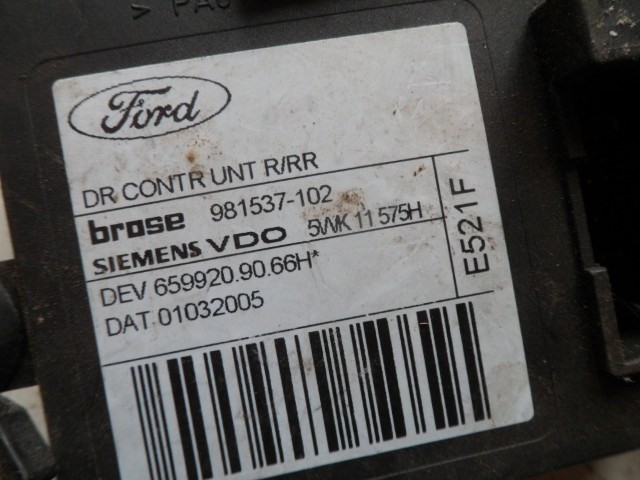 > PA6
Ford
DR CONTR UNT R/RR
brose 981537-102
SIEMENS VDO 5WK 11 575H
DEV 659920.90.66H*
DAT 01032005
E521F